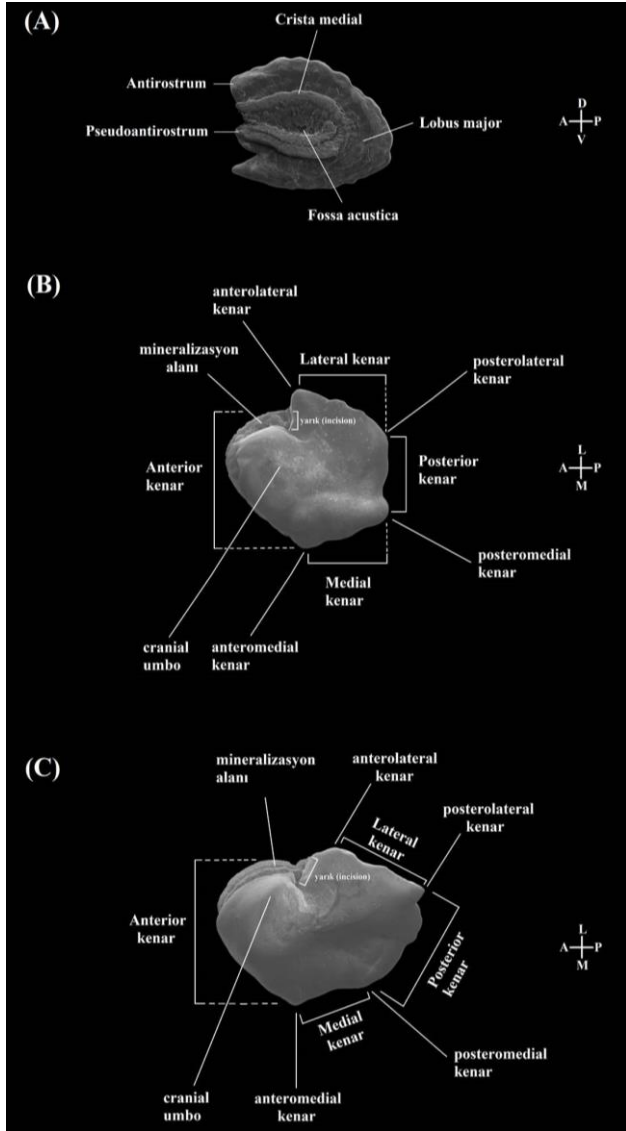 (A)
Crista medial
Antirostrum
Pseudoantirostrum
Lobus major
Fossa acustica
D
A P
V
(B)
anterolateral
kenar
mineralizasyon
alanı
Lateral kenar
posterolateral
kenar
yarık (incision)
Anterior
kenar
Posterior
kenar
L
A P
M
posteromedial
kenar
Medial
kenar
cranial
umbo
anteromedial
kenar
(C)
mineralizasyon
alanı
anterolateral
kenar
Lateral
kenar
posterolateral
kenar
yarık (incision)
Anterior
kenar
Posterior
kenar
L
A P
M
Medial
kenar
posteromedial
kenar
cranial
umbo
anteromedial
kenar